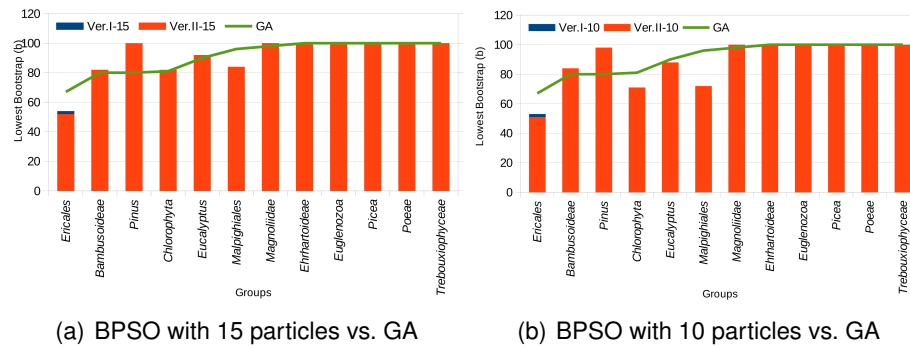 Ver.I-15 Ver.II-15 GA
Lowest Bootstrap (b)
120
100
80
60
40
20
0
Ericales
Bambusoideae
Pinus
Chlorophyta
Eucalyptus
Malpighiales
Magnoliidae
Ehrhartoideae
Euglenozoa
Picea
Poeae
Trebouxiophyceae
Groups
(a) BPSO with 15 particles vs. GA
Ver.I-10 Ver.II-10 GA
Lowest Bootstrap (b)
120
100
80
60
40
20
0
Ericales
Bambusoideae
Pinus
Chlorophyta
Eucalyptus
Malpighiales
Magnoliidae
Ehrhartoideae
Euglenozoa
Picea
Poeae
Trebouxiophyceae
Groups
(b) BPSO with 10 particles vs. GA